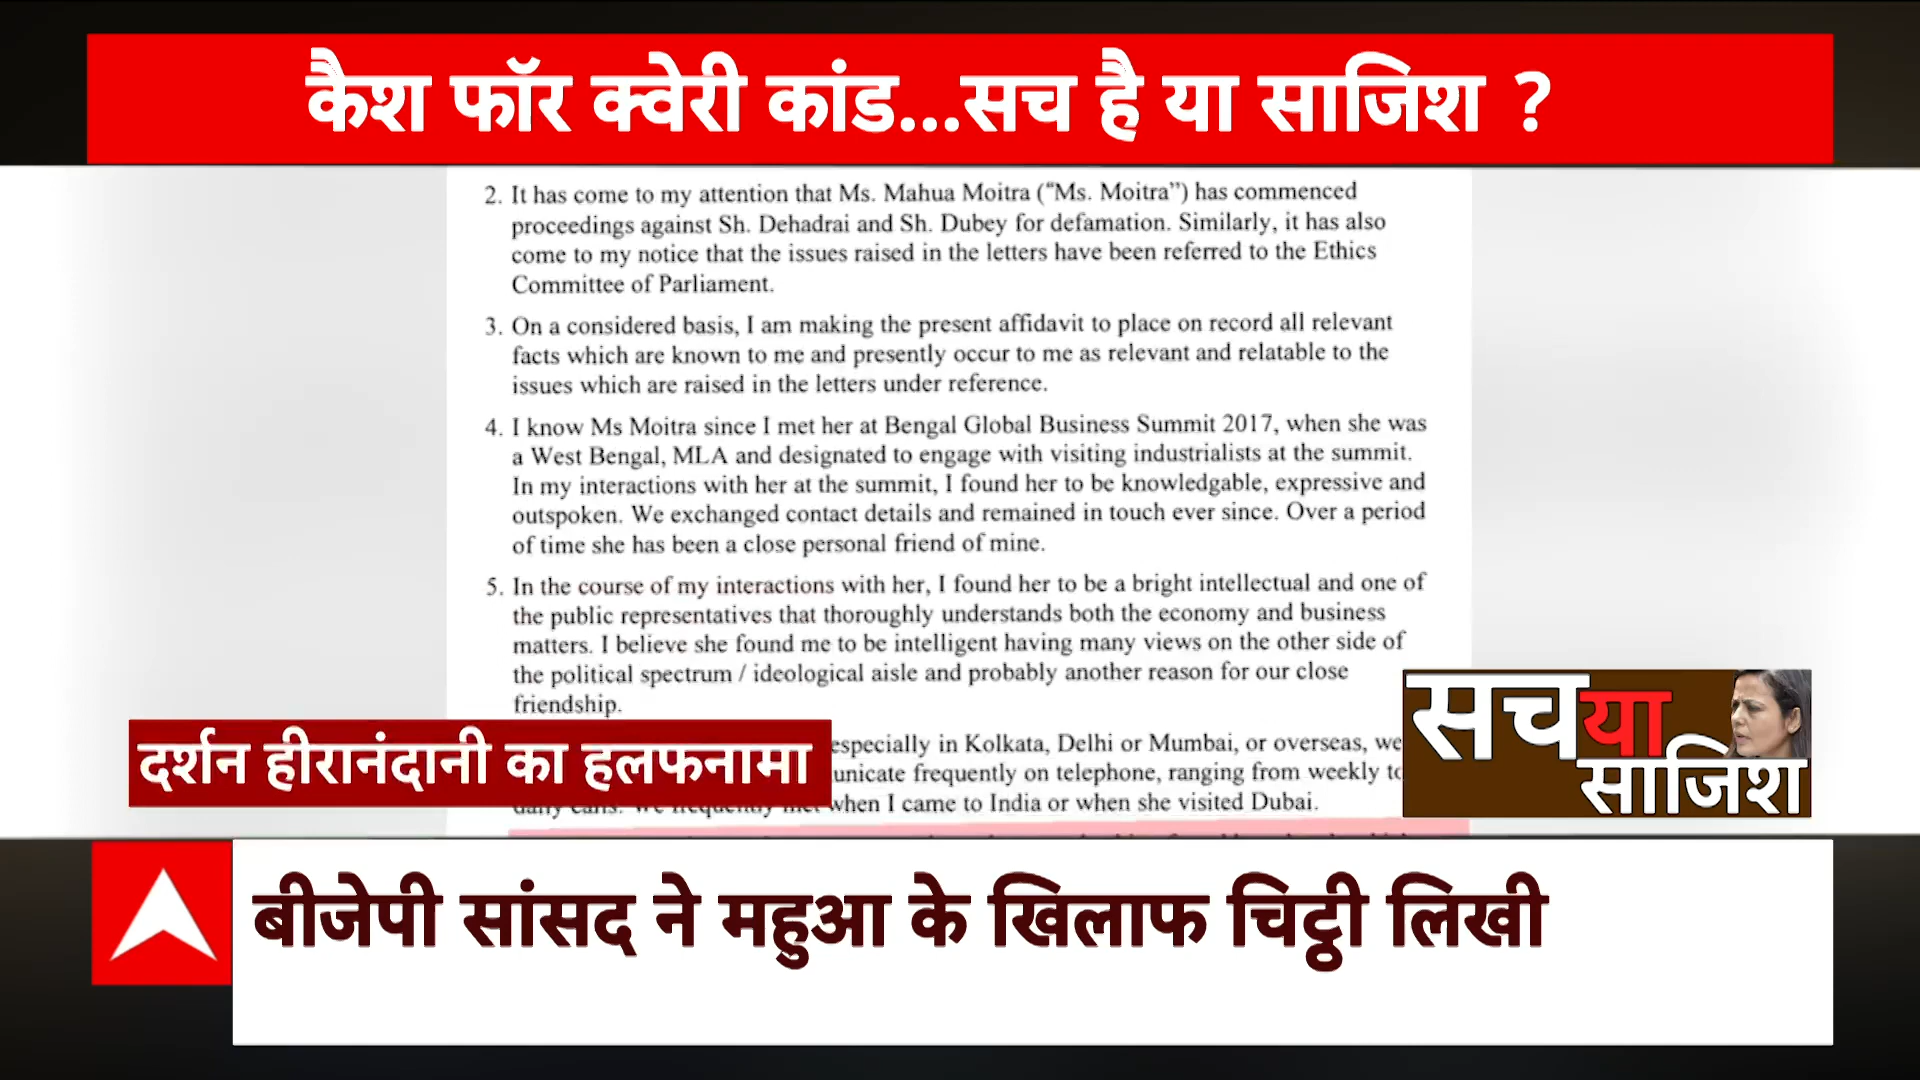 कैश फॉर क्वेरी कांड...सच है या साजिश ?
2. It has come to my attention that Ms. Mahua Moitra (“Ms. Moitra”) has commenced
proceedings against Sh. Dehadrai and Sh. Dubey for defamation. Similarly, it has also
come to my notice that the issues raised in the letters have been referred to the Ethics
Committee of Parliament.
3. On a considered basis, I am making the present affidavit to place on record all relevant
facts which are known to me and presently occur to me as relevant and relatable to the
issues which are raised in the letters under reference.
4. I know Ms Moitra since I met her at Bengal Global Business Summit 2017, when she was
a West Bengal, MLA and designated to engage with visiting industrialists at the summit.
In my interactions with her at the summit, I found her to be knowledgable, expressive and
outspoken. We exchanged contact details and remained in touch ever since. Over a period
of time she has been a close personal friend of mine.
5. In the course of my interactions with her, I found her to be a bright intellectual and one of
the public representatives that thoroughly understands both the economy and business
matters. I believe she found me to be intelligent having many views on the other side of
the political spectrum / ideological aisle and probably another reason for our close
friendship.
especially in Kolkata, Delhi or Mumbai, or overseas, we
frequently on telephone, ranging from weekly to
when I came to India or when she visited Dubai.
दर्शन हीरानंदानी का हलफनामा
सच या
साजिश
बीजेपी सांसद ने महुआ के खिलाफ चिट्ठी लिखी